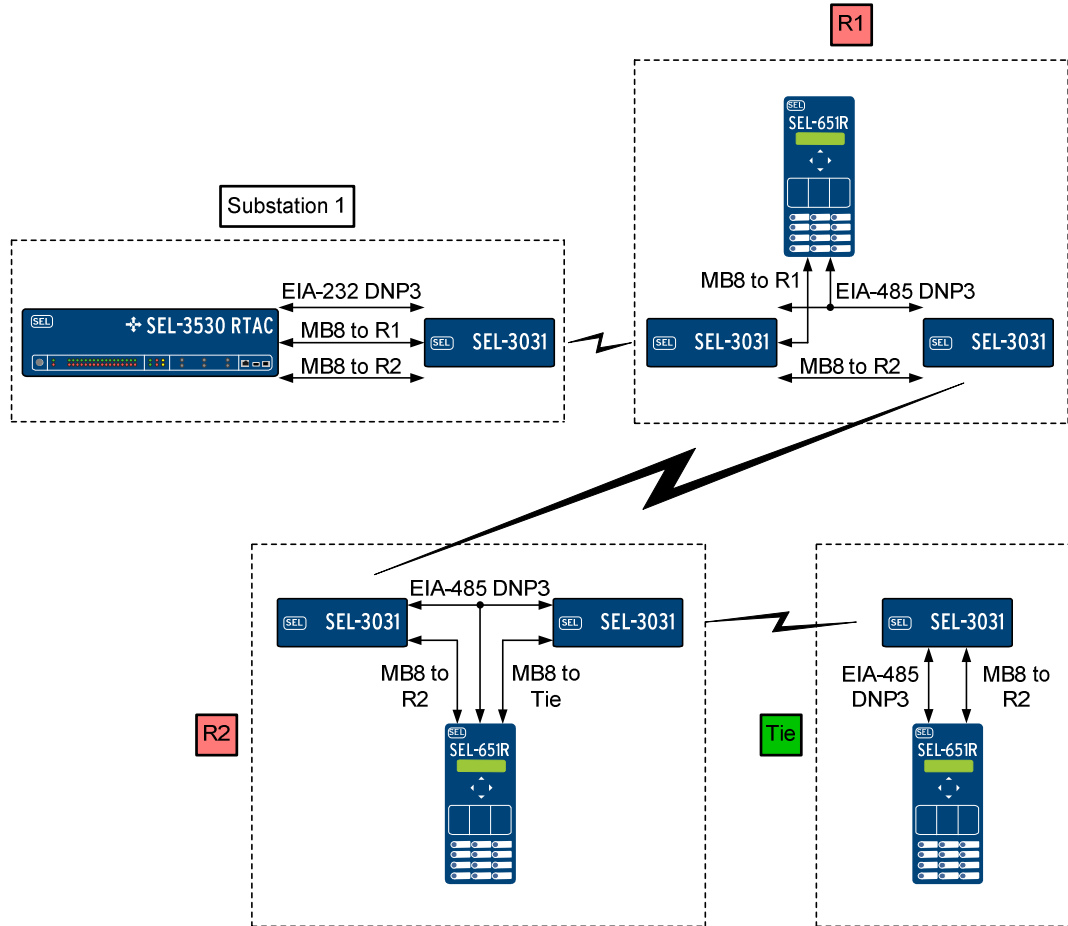 R1
SEL
SEL-651R
Substation 1
MB8 to R1
EIA-485 DNP3
EIA-232 DNP3
SEL
SEL-3530 RTAC
MB8 to R1
SEL
SEL-3031
SEL
SEL-3031
SEL
SEL-3031
MB8 to R2
MB8 to R2
EIA-485 DNP3
SEL
SEL-3031
SEL
SEL-3031
SEL
SEL-3031
MB8 to
R2
MB8 to
Tie
EIA-485
DNP3
MB8 to
R2
R2
SEL
SEL-651R
Tie
SEL
SEL-651R